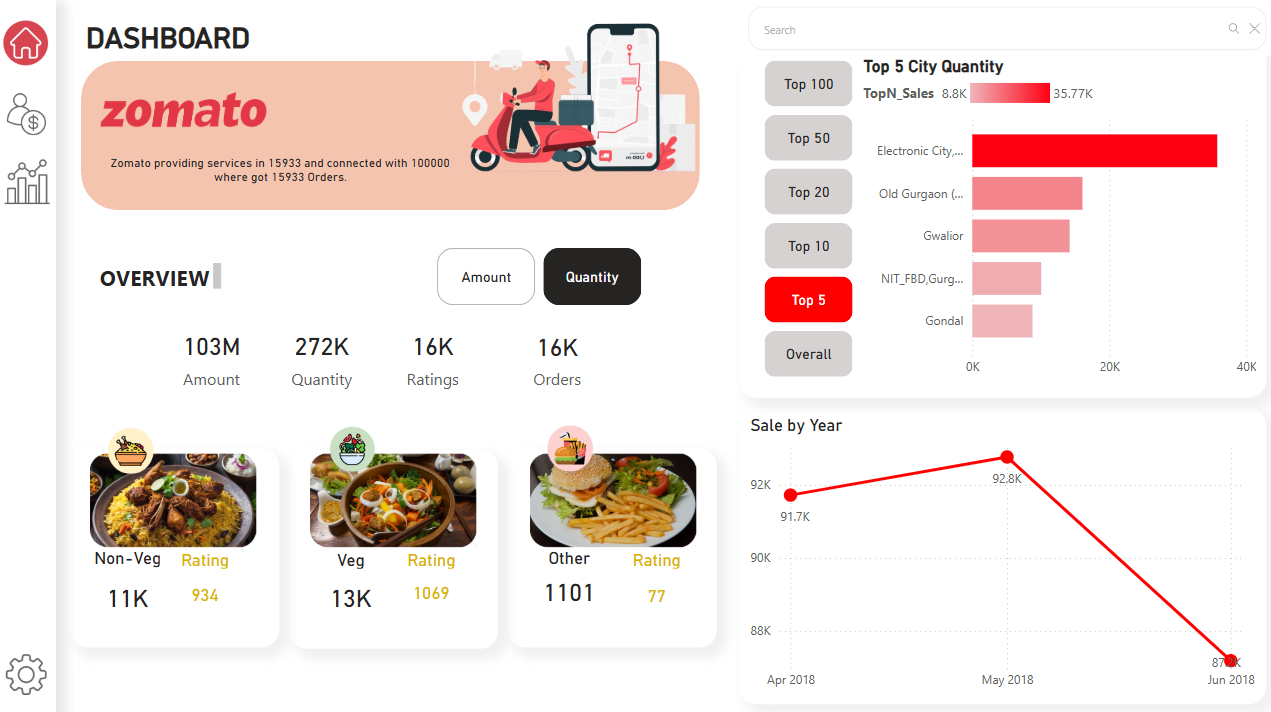 DASHBOARD
zomato
Zomato providing services in 15933 and connected with 100000
where got 15933 Orders.
OVERVIEW
Amount
Quantity
103M
272K
16K
16K
Amount
Quantity
Ratings
Orders
Non-Veg
Rating
11K
934
Veg
Rating
13K
1069
Other
Rating
1101
77
Search
Top 100
Top 50
Top 20
Top 10
Top 5
Overall
Top 5 City Quantity
TopN_Sales 8.8K 35.77K
Electronic City,...
Old Gurgaon (...
Gwalior
NIT_FBD,Gurg...
Gondal
0K
20K
40K
Sale by Year
92K
90K
88K
91.7K
92.8K
Apr 2018
May 2018
Jun 2018